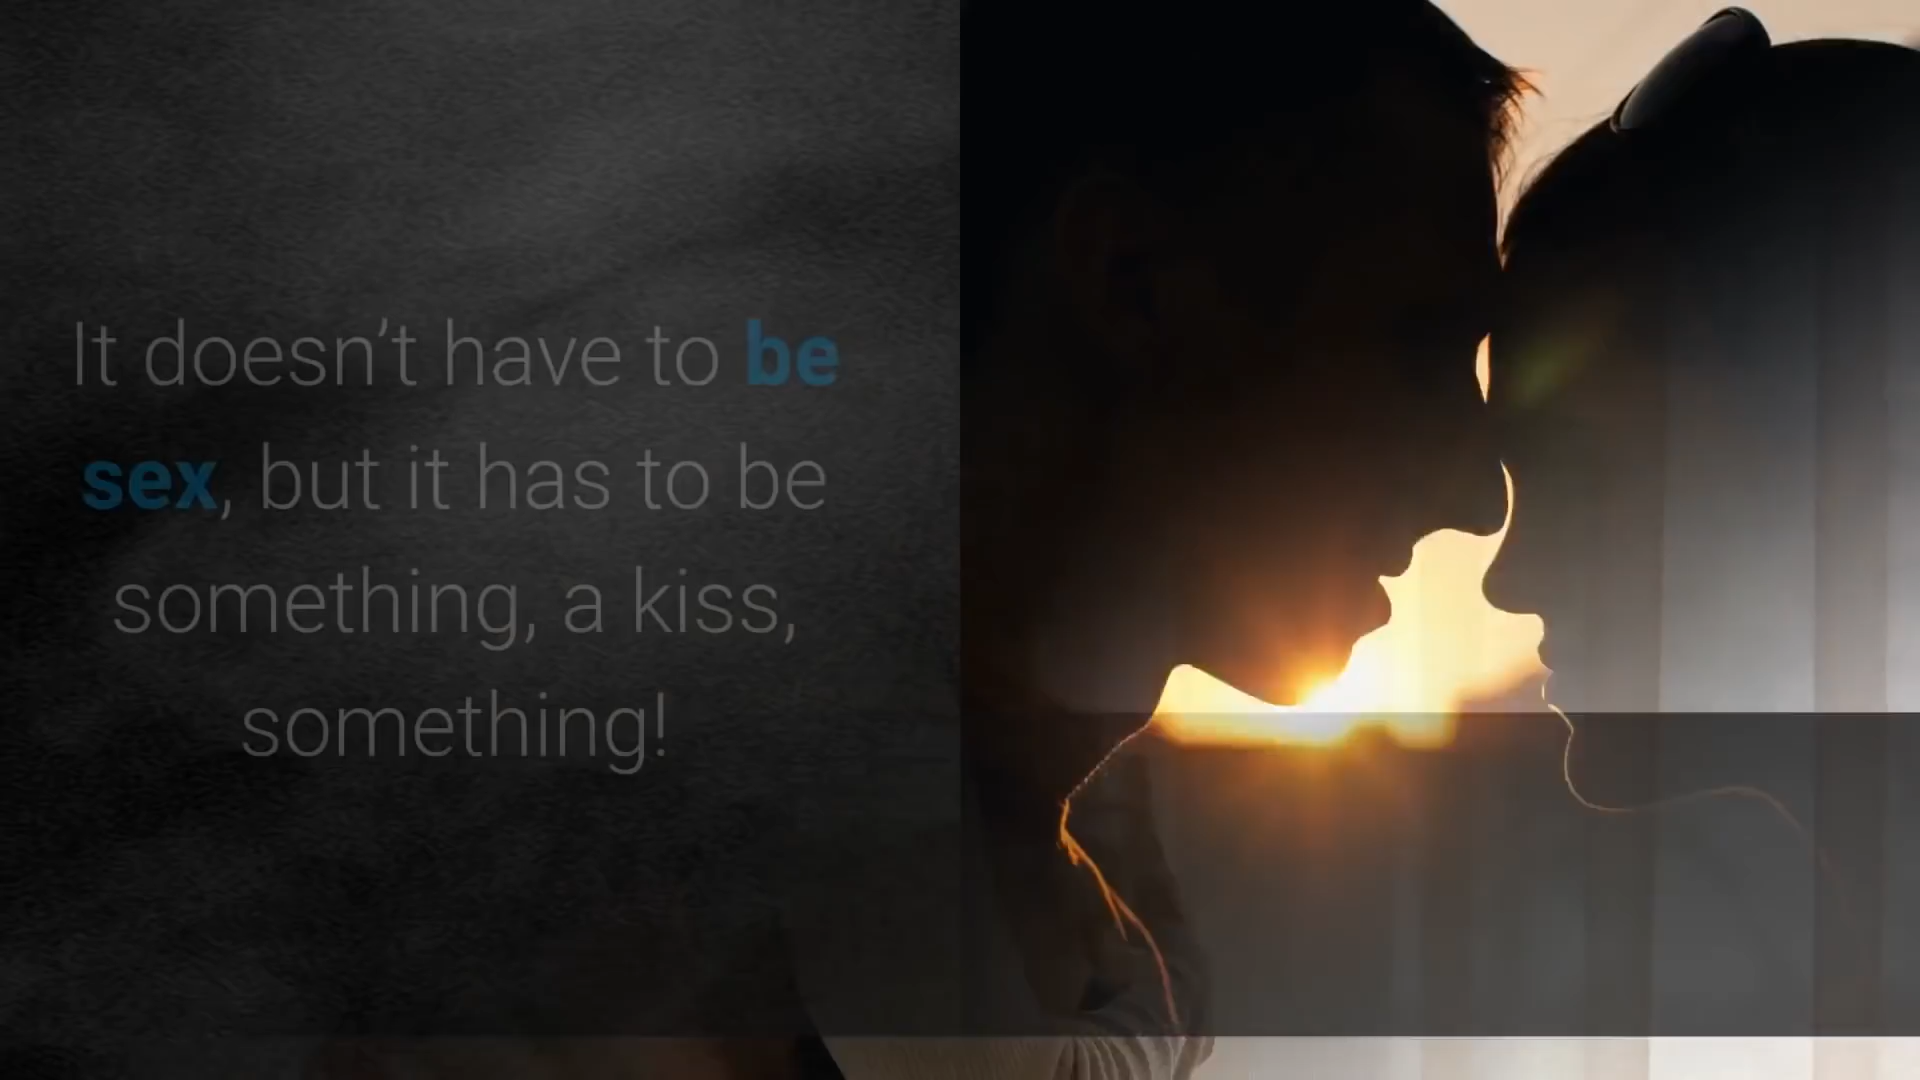 It doesn’t have to be
sex, but it has to be
something, a kiss,
something!